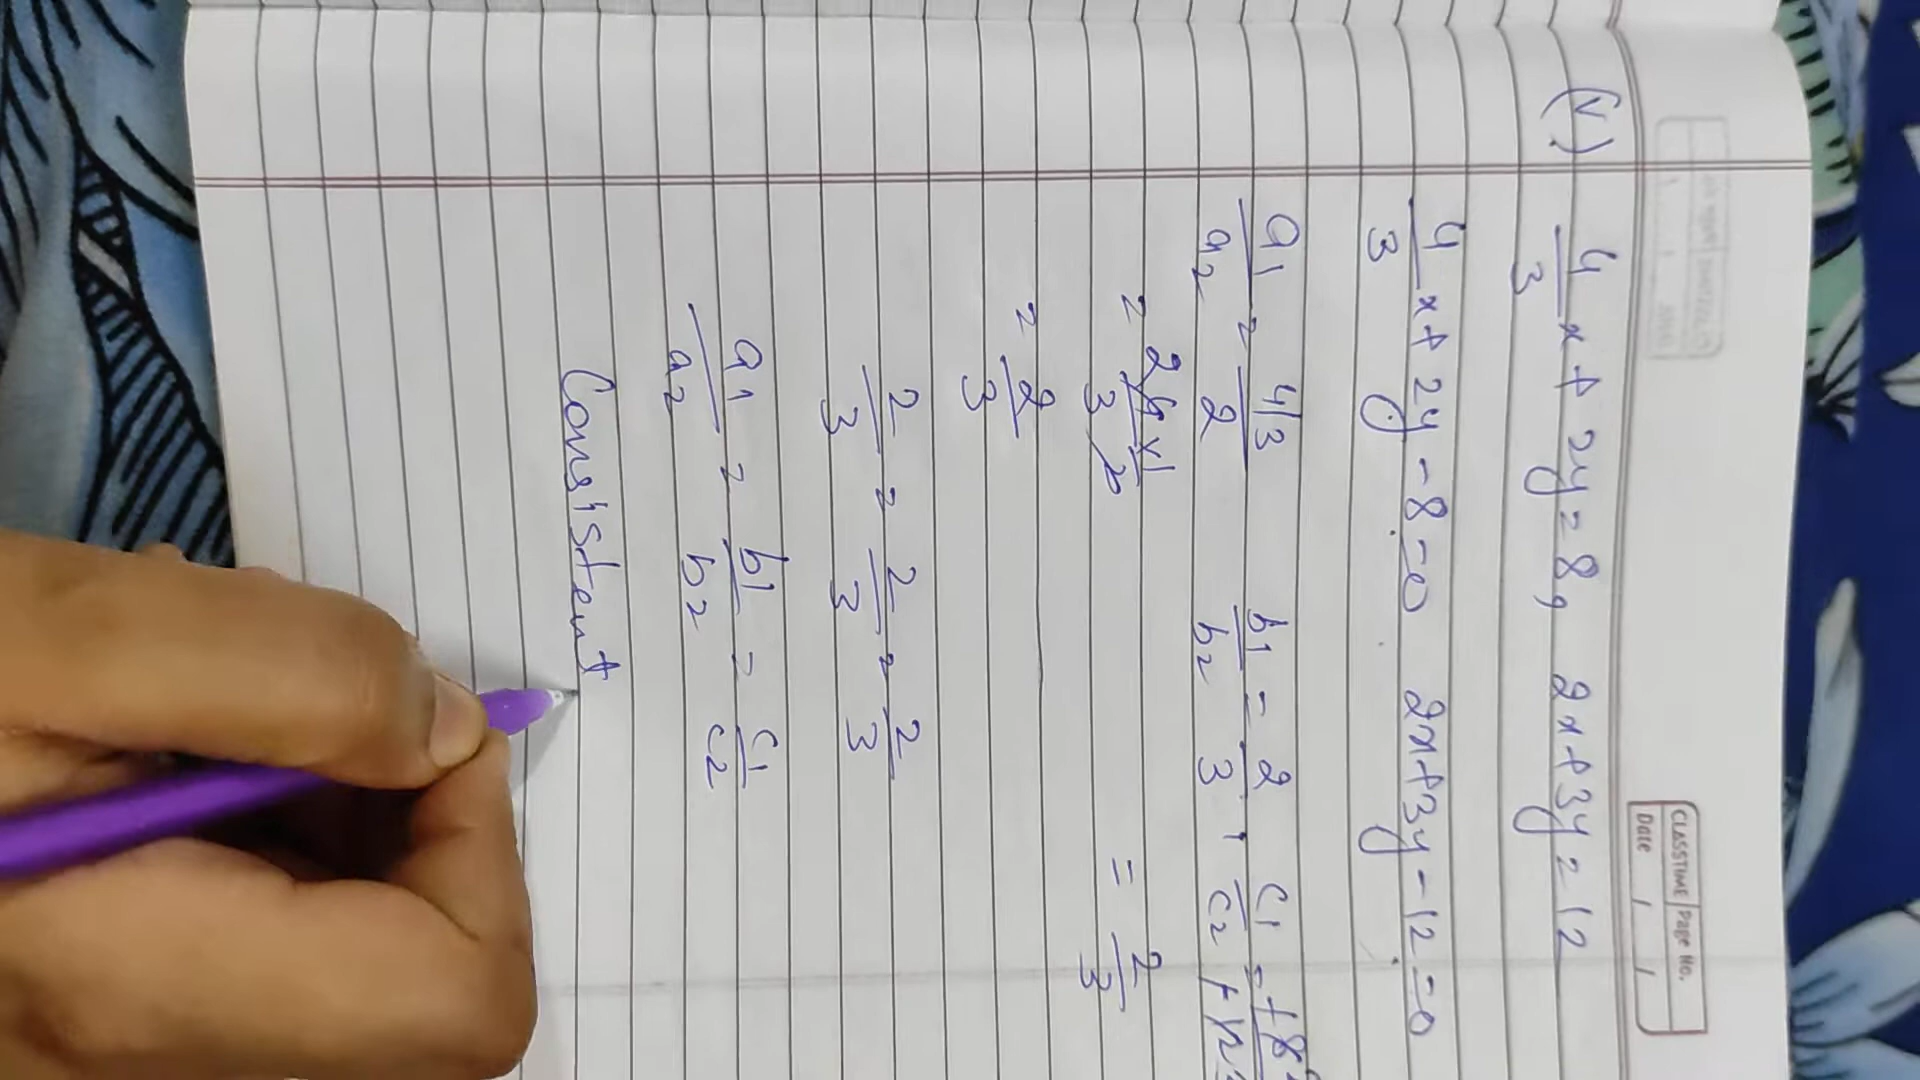 CLASSTIME Page No.
Date / /
(V.) 4/3 x + 2y = 8, 2x + 3y = 12
4/3 x + 2y - 8 = 0 2x + 3y - 12 = 0
a1/a2 = 4/3/2 b1/b2 = 2/3, c1/c2 = +8
= 4/3 × 1/2 = 2/3
= 2/3
2/3 = 2/3 = 2/3
a1/a2 = b1/b2 = c1/c2
Consistent